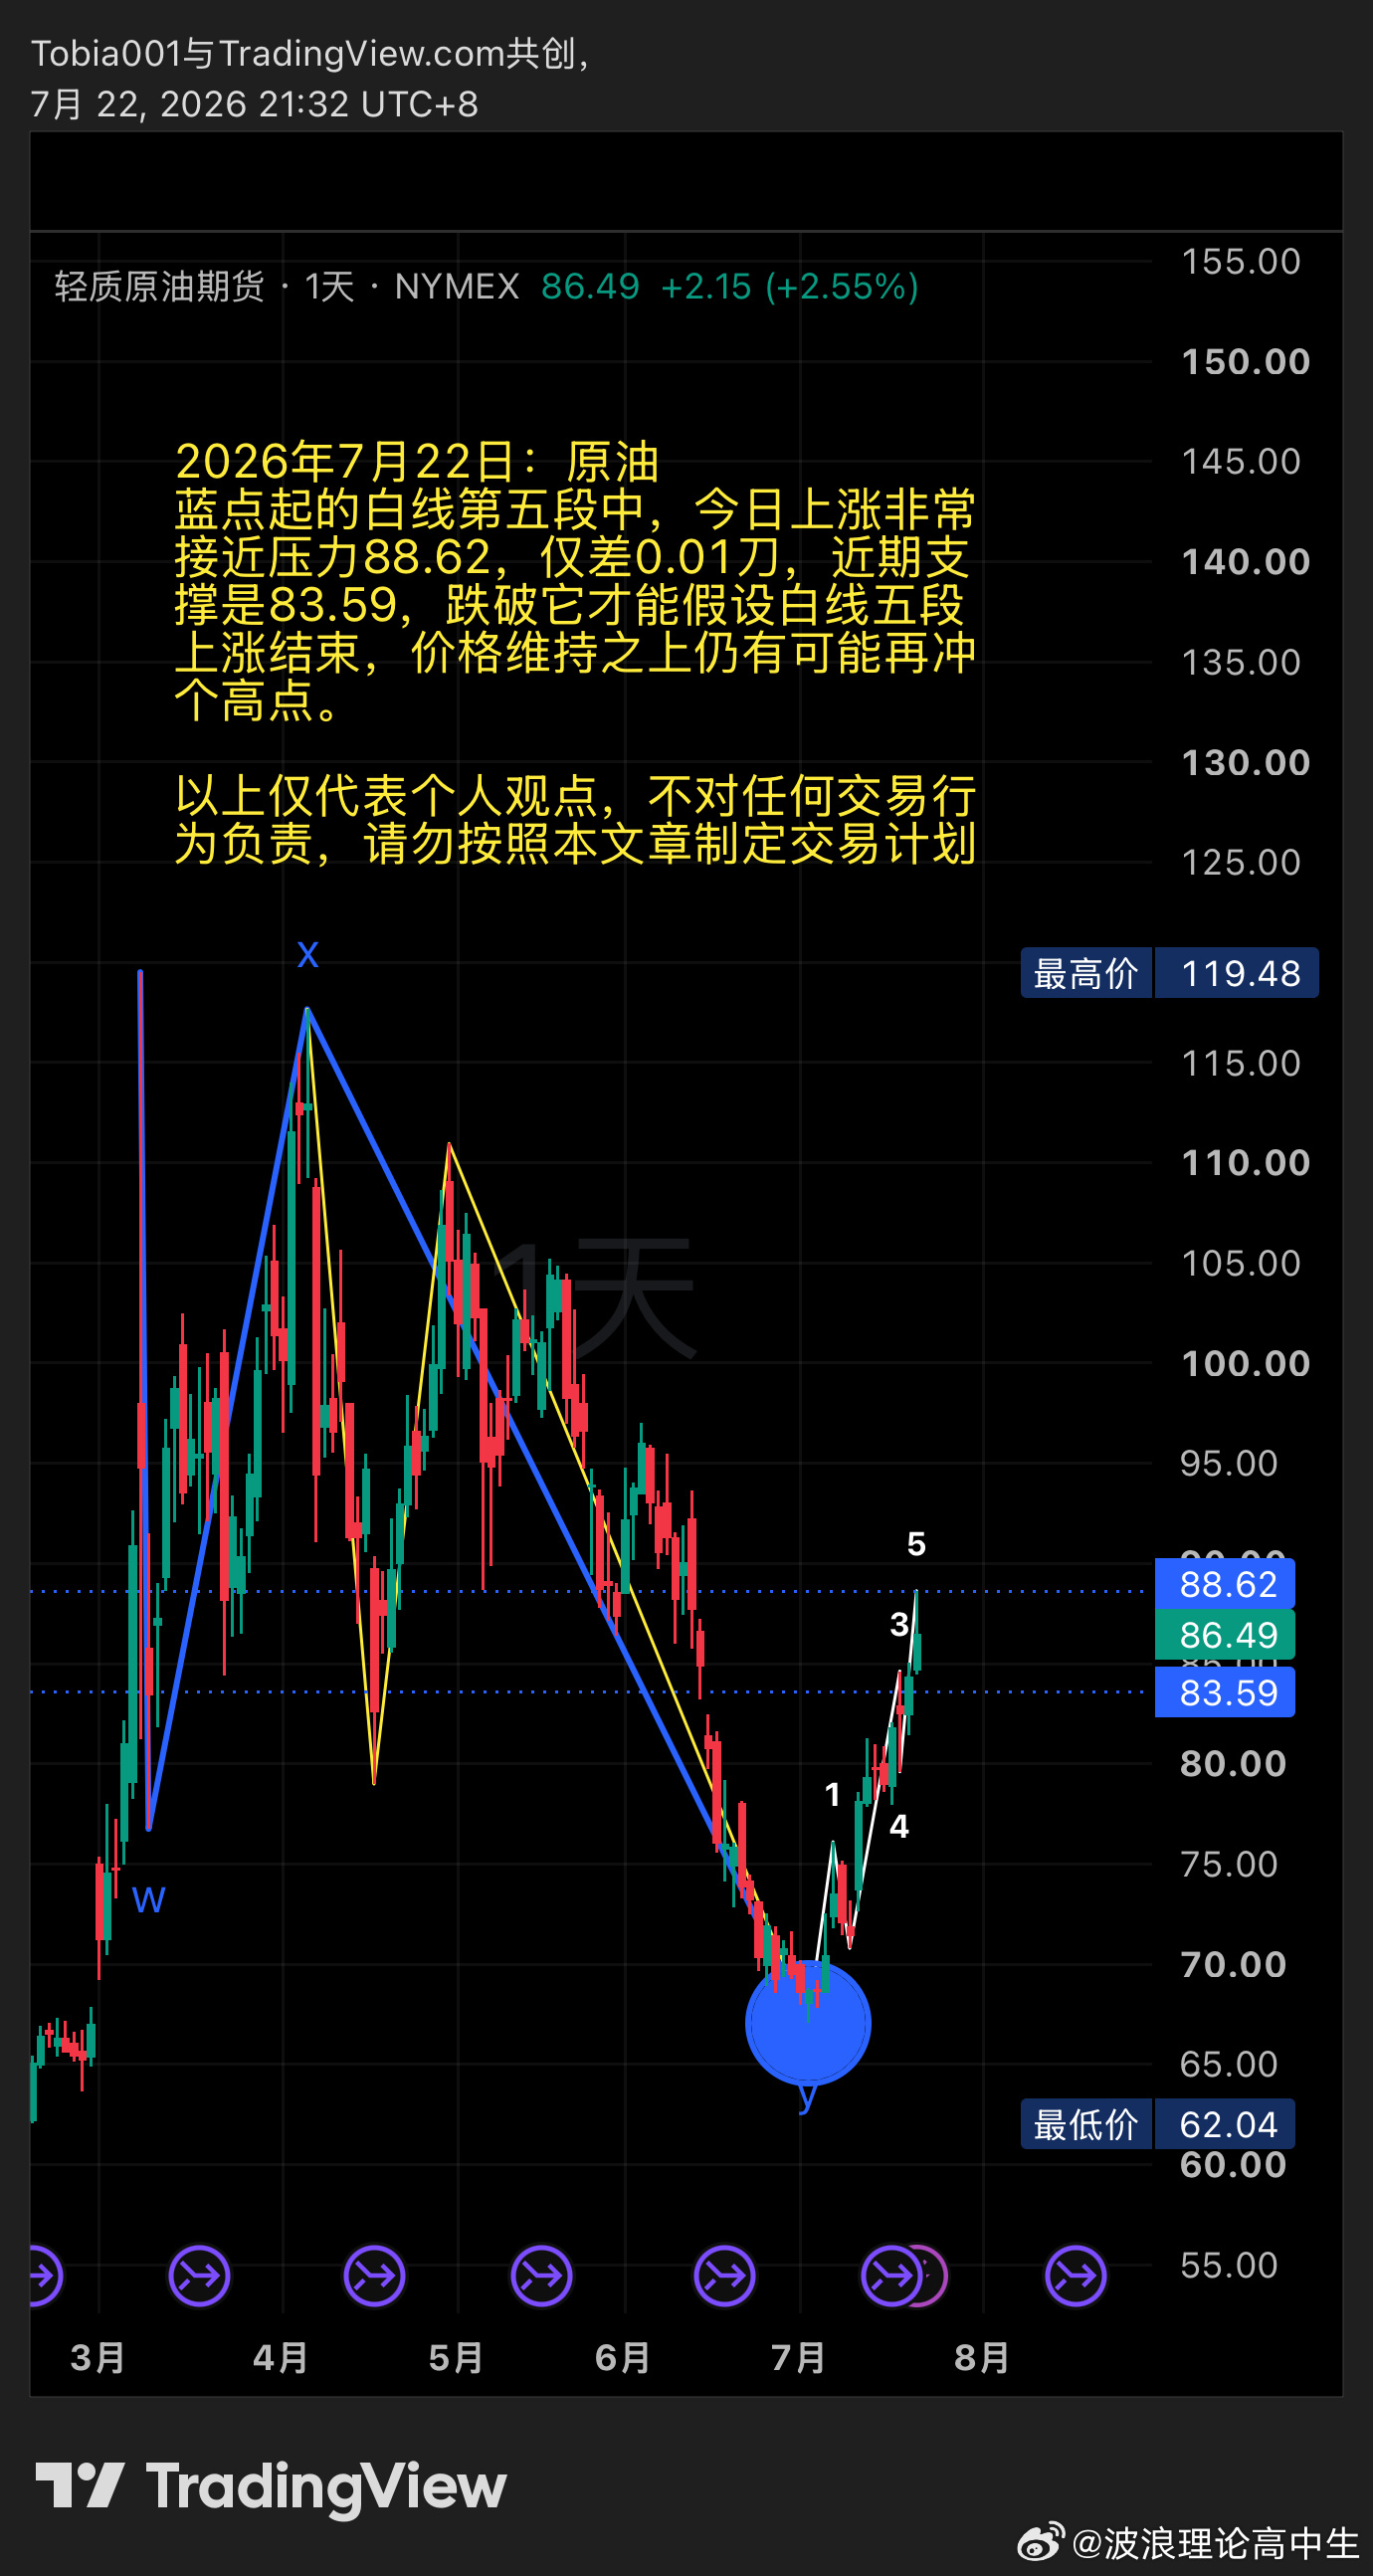 Tobia001与TradingView.com共创，
7月 22, 2026 21:32 UTC+8
轻质原油期货 · 1天 · NYMEX 86.49 +2.15 (+2.55%)
155.00
150.00
2026年7月22日：原油
145.00
蓝点起的白线第五段中，今日上涨非常
接近压力88.62，仅差0.01刀，近期支
140.00
撑是83.59，跌破它才能假设白线五段
上涨结束，价格维持之上仍有可能再冲
135.00
个高点。
130.00
以上仅代表个人观点，不对任何交易行
为负责，请勿按照本文章制定交易计划
125.00
x
最高价 119.48
115.00
110.00
1天
105.00
100.00
95.00
5
88.62
3
86.49
83.59
80.00
1
4
75.00
w
70.00
65.00
y
最低价 62.04
60.00
55.00
3月 4月 5月 6月 7月 8月
TradingView
@波浪理论高中生